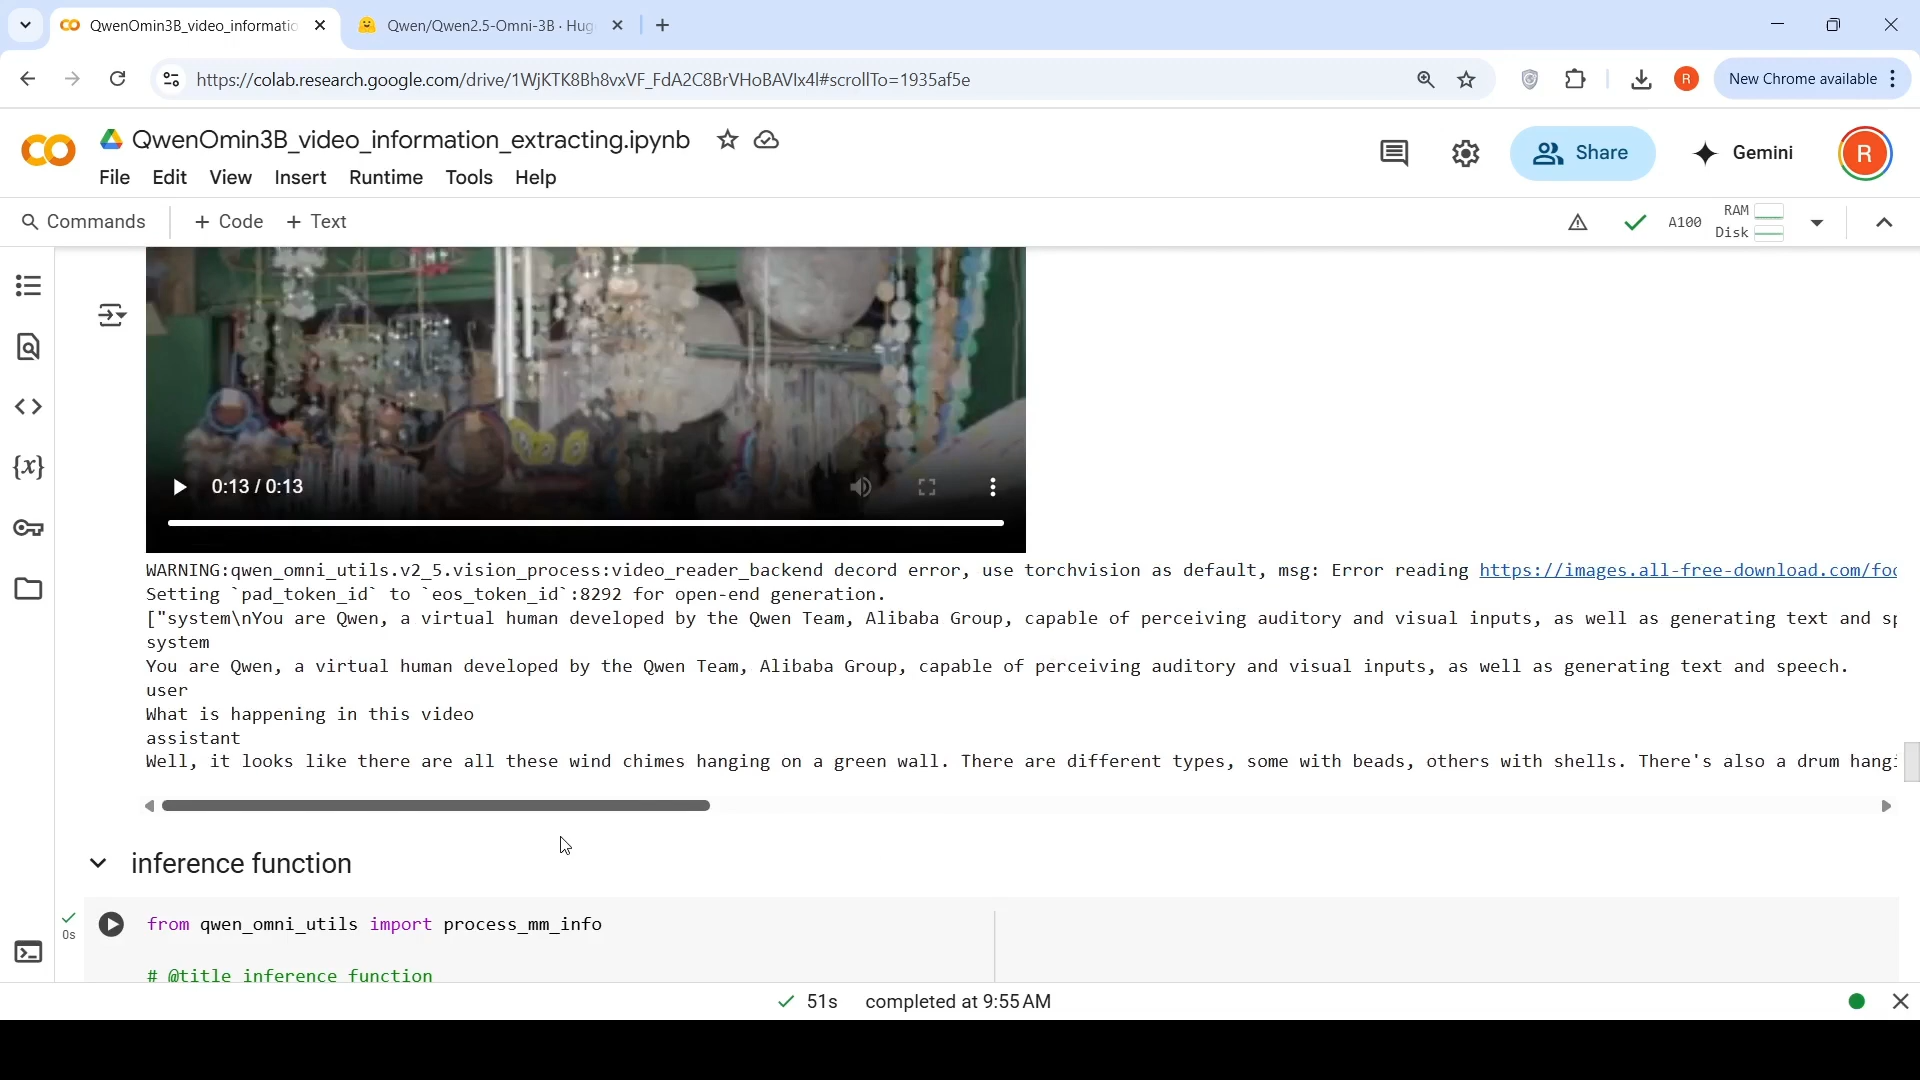 QwenOmin3B_video_informatio
Qwen/Qwen2.5-Omni-3B · Hug
https://colab.research.google.com/drive/1WjKTK8Bh8vxVF_FdA2C8BrVHoBAVIx4l#scrollTo=1935af5e
R
New Chrome available
QwenOmin3B_video_information_extracting.ipynb
Share
Gemini
R
File Edit View Insert Runtime Tools Help
Commands
+ Code
+ Text
A100
RAM
Disk
0:13 / 0:13
WARNING:qwen_omni_utils.v2_5.vision_process:video_reader_backend decord error, use torchvision as default, msg: Error reading https://images.all-free-download.com/foo
Setting `pad_token_id` to `eos_token_id`:8292 for open-end generation.
["system\nYou are Qwen, a virtual human developed by the Qwen Team, Alibaba Group, capable of perceiving auditory and visual inputs, as well as generating text and sp
system
You are Qwen, a virtual human developed by the Qwen Team, Alibaba Group, capable of perceiving auditory and visual inputs, as well as generating text and speech.
user
What is happening in this video
assistant
Well, it looks like there are all these wind chimes hanging on a green wall. There are different types, some with beads, others with shells. There's also a drum hangi
inference function
0s
from qwen_omni_utils import process_mm_info
# @title inference function
51s completed at 9:55 AM